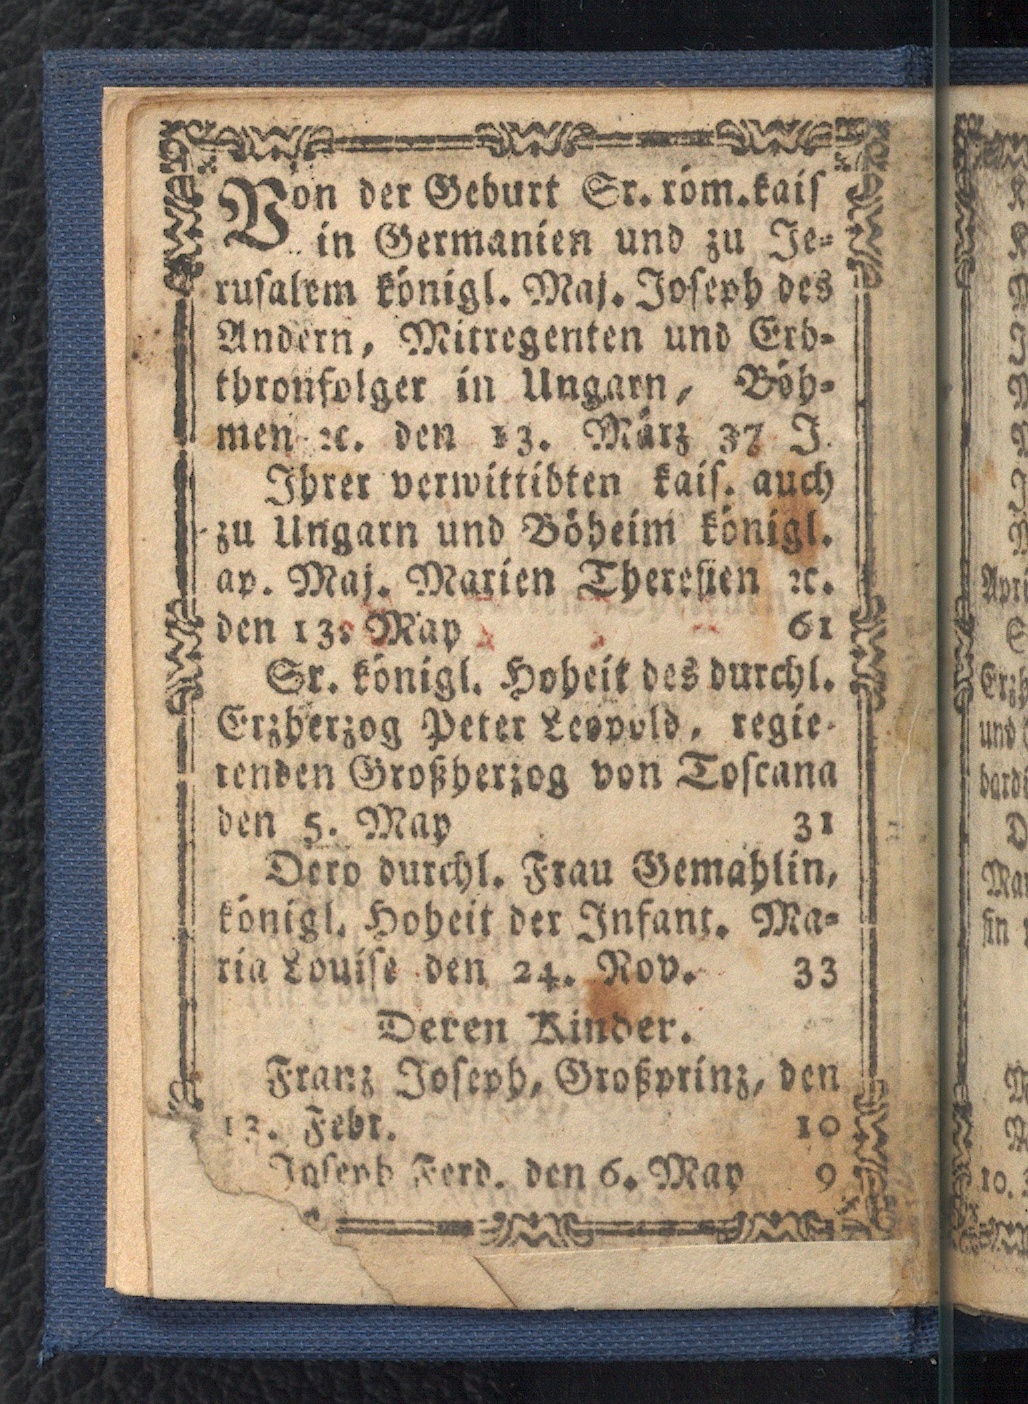 Von der Geburt Sr. röm. kais
in Germanien und zu Je-
rusalem königl. Maj. Joseph des
Andern, Mitregenten und Erb-
thronfolger in Ungarn, Böh-
men ꝛc. den 13. März 37 J.
Ihrer verwittibten kais. auch
zu Ungarn und Böheim königl.
ap. Maj. Marien Theresien ꝛc.
den 13. May 61
Sr. königl. Hoheit des durchl.
Erzherzog Peter Leopold, regie-
renden Großherzog von Toscana
den 5. May 31
Dero durchl. Frau Gemahlin,
königl. Hoheit der Infant. Ma-
ria Louise den 24. Nov. 33
Deren Kinder.
Franz Joseph, Großprinz, den
12. Febr. 10
Joseph Ferd. den 6. May 9